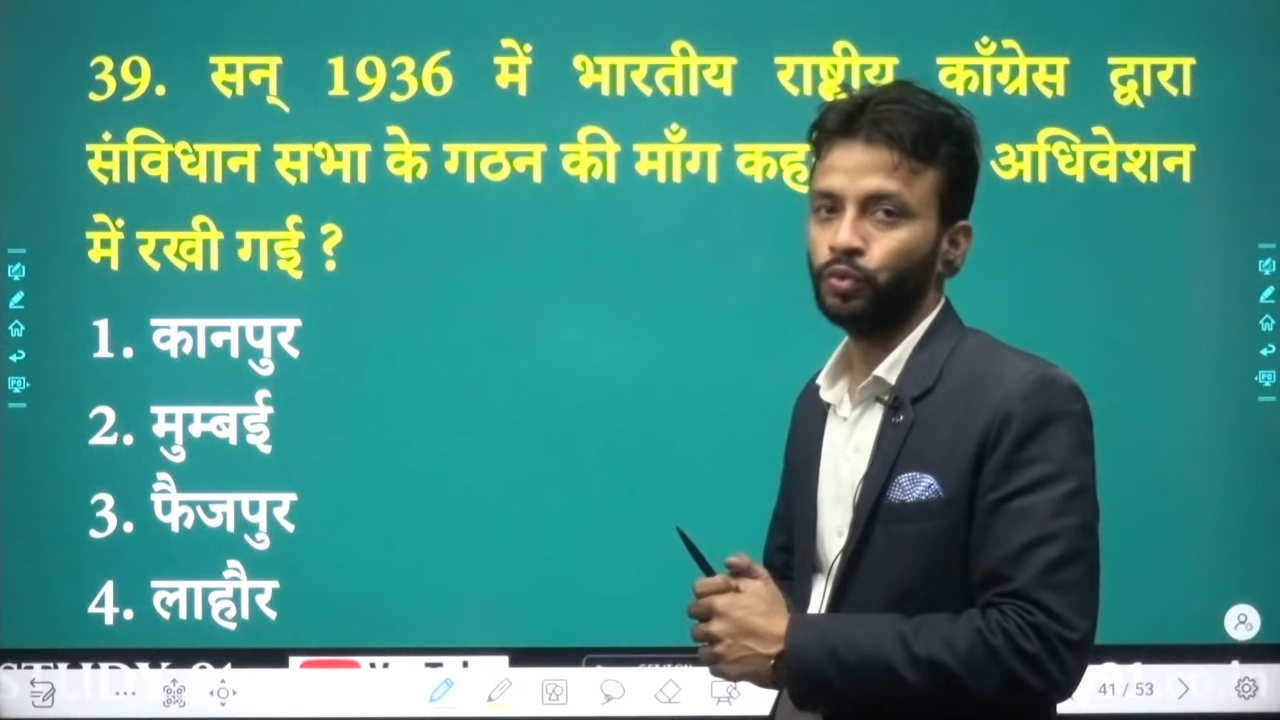 39. सन् 1936 में भारतीय राष्ट्रीय काँग्रेस द्वारा
संविधान सभा के गठन की माँग अधिवेशन
में रखी गई ?
1. कानपुर
2. मुम्बई
3. फैजपुर
4. लाहौर
41 / 53